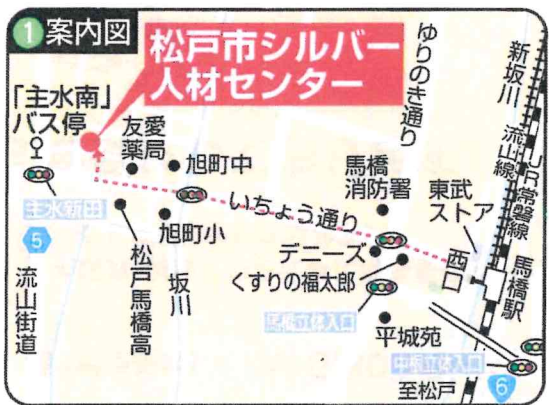 1案内図
松戸市シルバー
人材センター
「主水南」
バス停
友愛
薬局
旭町中
ゆりのき通り
新坂川
流山線
JR常磐線
馬橋
消防署
東武
ストア
主水新田
いちょう通り
5
旭町小
デニーズ
西口
松戸馬橋高
坂川
くすりの福太郎
馬橋駅
流山街道
馬橋立体入口
平城苑
中根立体入口
至松戸
6